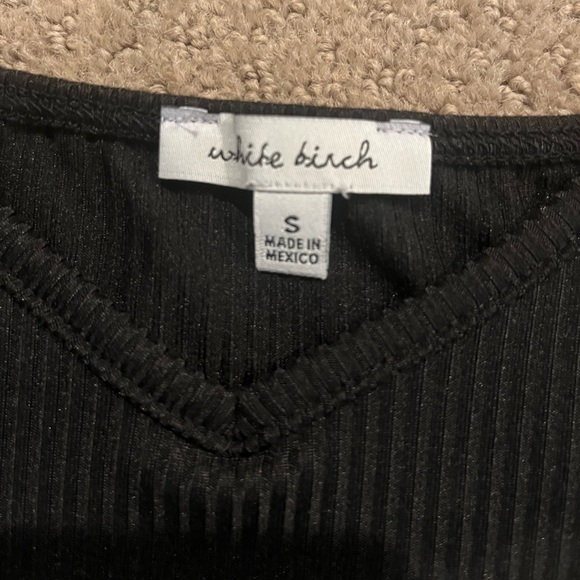 white birch
S
MADE IN
MEXICO